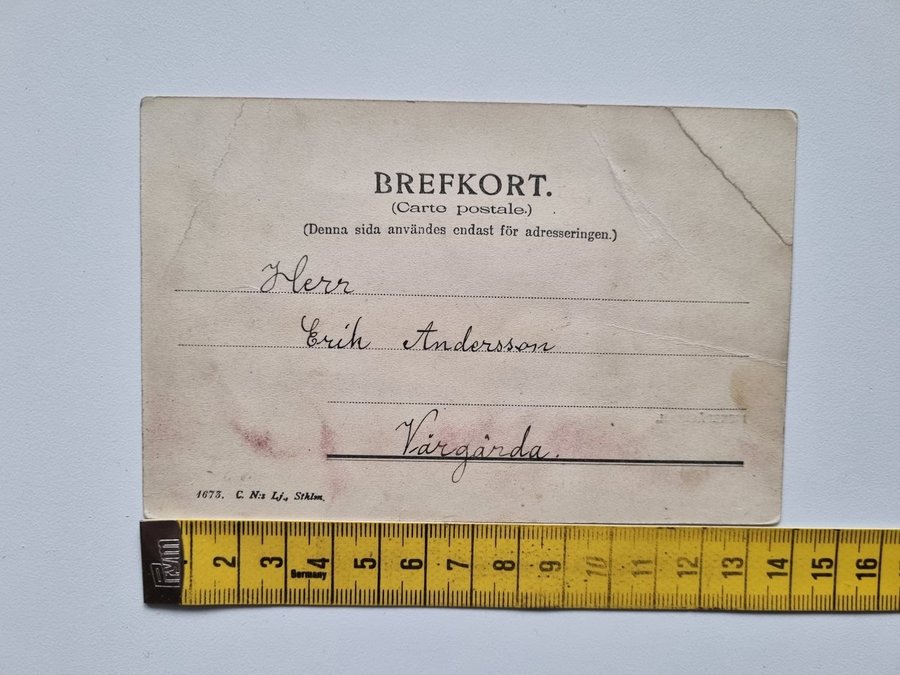 BREFKORT.
(Carte postale.)
(Denna sida användes endast för adresseringen.)
Herr
Erik Andersson
Vårgårda.
1673. C. N:s Lj., Sthlm.
Prym
Germany
2 3 4 5 6 7 8 9 10 11 12 13 14 15 16